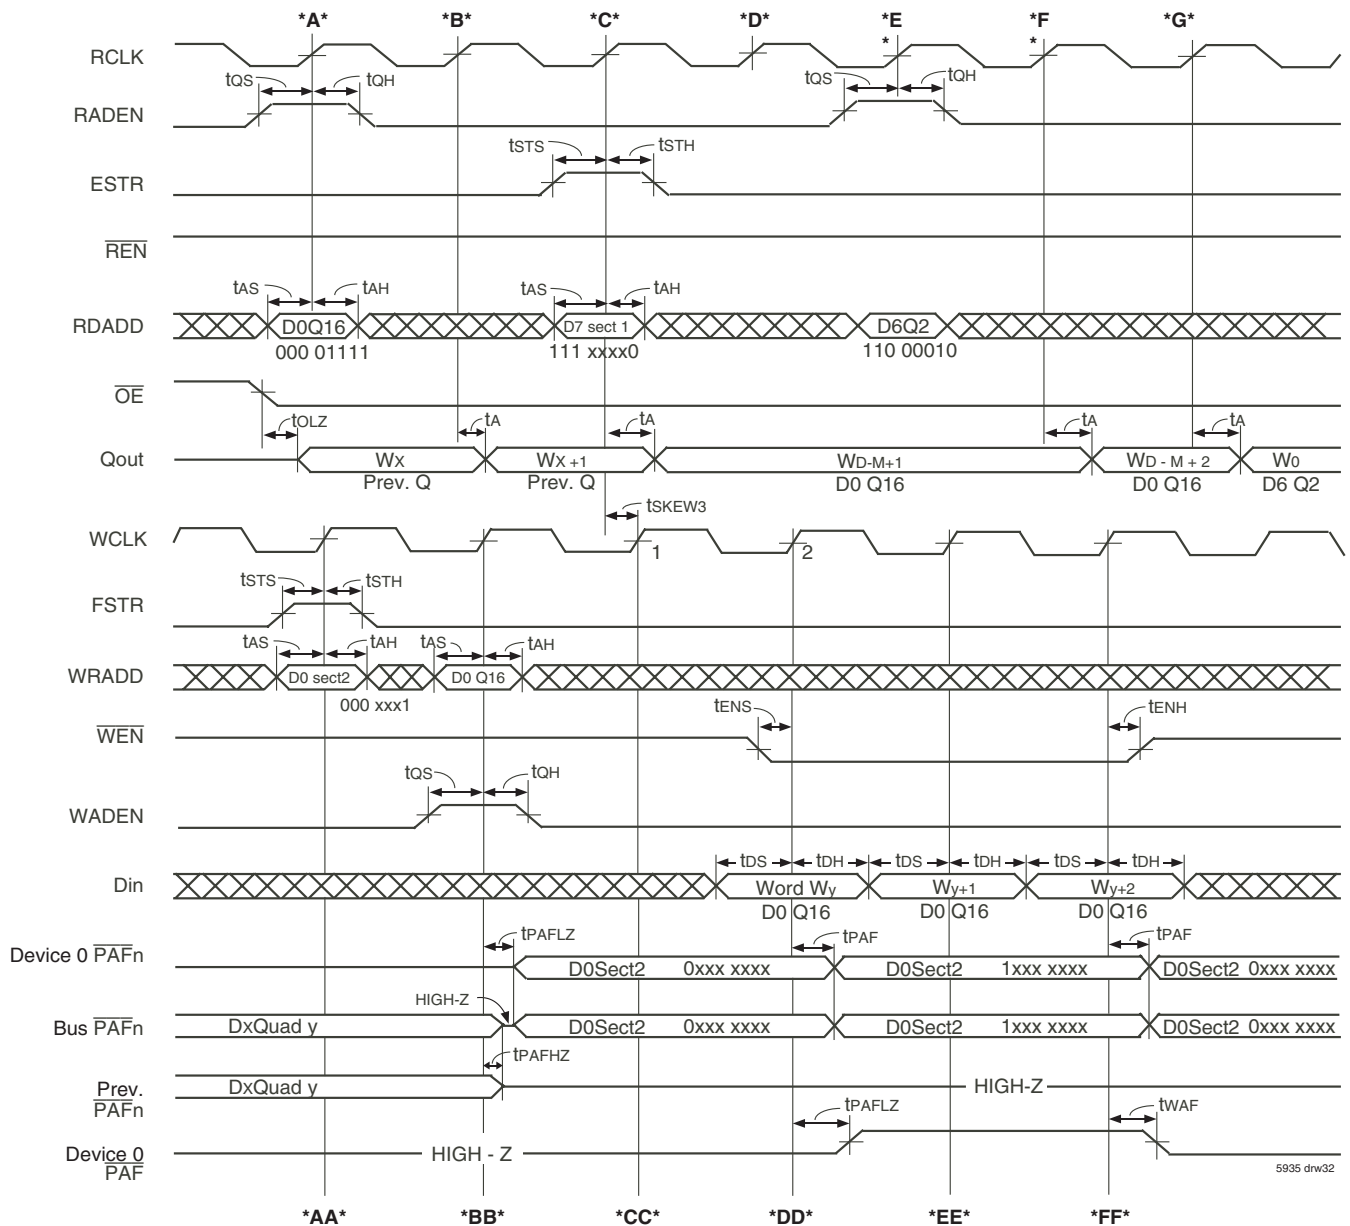 *A* *B* *C* *D* *E *F *G*
* *
RCLK
tQS tQH tQS tQH
RADEN
tSTS tSTH
ESTR
REN
tAS tAH tAS tAH
RDADD D0Q16 D7 sect 1 D6Q2
000 01111 111 xxxx0 110 00010
OE
tOLZ tA tA tA tA
Qout WX WX +1 WD-M+1 WD - M + 2 W0
Prev. Q Prev. Q D0 Q16 D0 Q16 D6 Q2
tSKEW3
WCLK 1 2
tSTS tSTH
FSTR
tAS tAH tAS tAH
WRADD D0 sect2 D0 Q16
000 xxx1
tENS tENH
WEN
tQS tQH
WADEN
tDS tDH tDS tDH tDS tDH
Din Word Wy Wy+1 Wy+2
D0 Q16 D0 Q16 D0 Q16
tPAFLZ tPAF tPAF
Device 0 PAFn D0Sect2 0xxx xxxx D0Sect2 1xxx xxxx D0Sect2 0xxx xxxx
HIGH-Z
Bus PAFn DxQuad y D0Sect2 0xxx xxxx D0Sect2 1xxx xxxx D0Sect2 0xxx xxxx
tPAFHZ
Prev. DxQuad y HIGH-Z
PAFn
tPAFLZ tWAF
Device 0 HIGH - Z
PAF
5935 drw32
*AA* *BB* *CC* *DD* *EE* *FF*